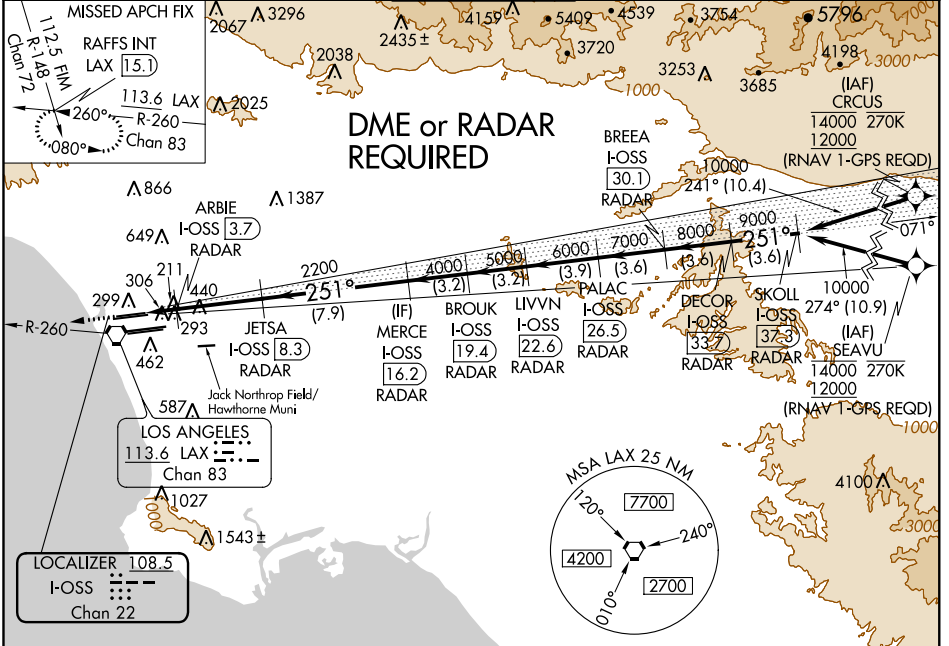 MISSED APCH FIX
112.5 FIM
R-148
Chan 72
RAFFS INT
LAX 15.1
113.6 LAX
R-260
Chan 83
260°
080°
3296
2067
2435 ±
4159
5409
4539
3754
5796
3720
2038
3253
3685
4198
3000
1000
2025
DME or RADAR
REQUIRED
(IAF)
CRCUS
14000 270K
12000
(RNAV 1-GPS REQD)
BREEA
I-OSS
30.1
RADAR
10000
241° (10.4)
071°
866
1387
649
ARBIE
I-OSS 3.7
RADAR
306
211
440
299
293
462
R-260
2200
251°
(7.9)
4000
(3.2)
5000
(3.2)
6000
(3.9)
7000
(3.6)
8000
(3.6)
9000
251°
(3.6)
10000
274° (10.9)
JETSA
I-OSS 8.3
RADAR
(IF)
MERCE
I-OSS
16.2
RADAR
BROUK
I-OSS
19.4
RADAR
LIVVN
I-OSS
22.6
RADAR
PALAC
I-OSS
26.5
RADAR
DECOR
I-OSS
33.7
RADAR
SKOLL
I-OSS
37.3
RADAR
(IAF)
SEAVU
14000 270K
12000
(RNAV 1-GPS REQD)
Jack Northrop Field/
Hawthorne Muni
587
LOS ANGELES
113.6 LAX
Chan 83
1027
1000
1543 ±
LOCALIZER 108.5
I-OSS
Chan 22
MSA LAX 25 NM
120°
7700
240°
4200
2700
010°
1000
4100
3000